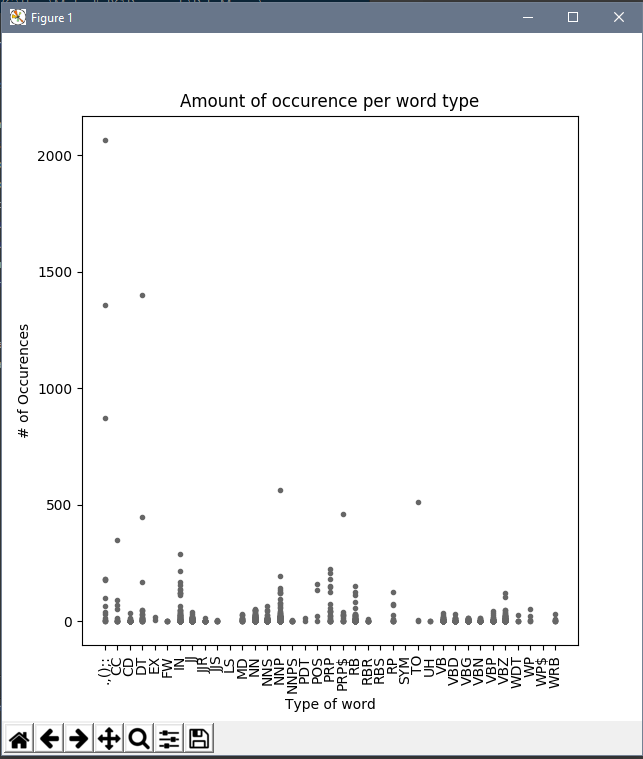 Figure 1
Amount of occurence per word type
2000
1500
1000
500
0
# of Occurences
CC
CD
DT
EX
FW
IN
JJ
JJR
JJS
LS
MD
NN
NNS
NNP
NNPS
PDT
POS
PRP
PRP$
RB
RBR
RBS
RP
SYM
TO
UH
VB
VBD
VBG
VBN
VBP
VBZ
WDT
WP
WP$
WRB
Type of word